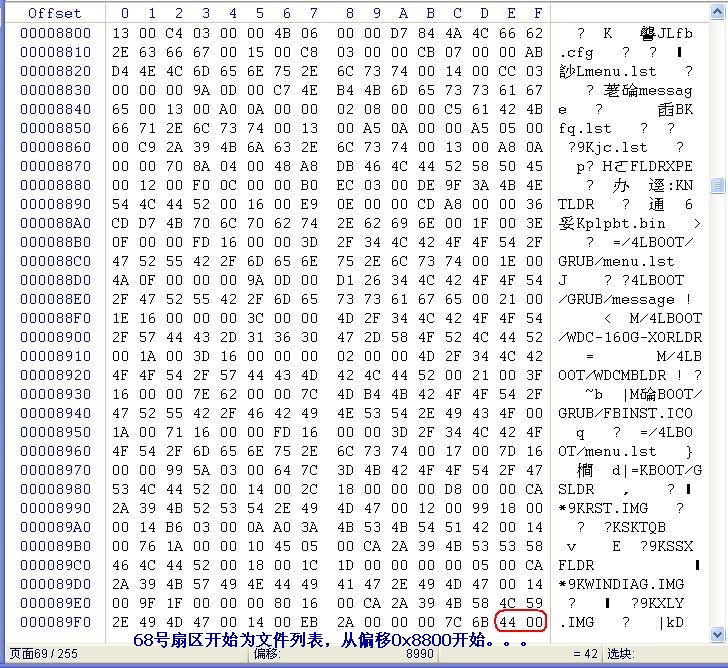 Offset 0 1 2 3 4 5 6 7 8 9 A B C D E F
00008800 13 00 C4 03 00 00 4B 06 00 00 D7 84 4A 4C 66 62 ? K 讋JLfb
00008810 2E 63 66 67 00 15 00 C8 03 00 00 CB 07 00 00 AB .cfg ? ?
00008820 D4 4E 4C 6D 65 6E 75 2E 6C 73 74 00 14 00 CC 03 Lmenu.lst ?
00008830 00 00 00 9A 0D 00 C7 4E B4 4B 6D 65 73 73 61 67 ? messag
00008840 65 00 13 00 A0 0A 00 00 02 08 00 00 C5 61 42 4B e ? BK
00008850 66 71 2E 6C 73 74 00 13 00 A5 0A 00 00 A5 05 00 fq.lst ? ?
00008860 00 C9 2A 39 4B 6A 63 2E 6C 73 74 00 13 00 A8 0A ?9Kjc.lst ?
00008870 00 00 70 8A 04 00 48 A8 DB 46 4C 44 52 58 50 45 p? H FLDRXPE
00008880 00 12 00 F0 0C 00 00 B0 EC 03 00 DE 9F 3A 4B 4E ? 办 :KN
00008890 54 4C 44 52 00 16 00 E9 0E 00 00 CD A8 00 00 36 TLDR ? 通 6
000088A0 CD D7 4B 70 6C 70 62 74 2E 62 69 6E 00 1F 00 3E 妥Kplpbt.bin >
000088B0 0F 00 00 FD 16 00 00 3D 2F 34 4C 42 4F 4F 54 2F ? =/4LBOOT/
000088C0 47 52 55 42 2F 6D 65 6E 75 2E 6C 73 74 00 1E 00 GRUB/menu.lst
000088D0 4A 0F 00 00 00 9A 0D 00 D1 26 34 4C 42 4F 4F 54 J ? ?4LBOOT
000088E0 2F 47 52 55 42 2F 6D 65 73 73 61 67 65 00 21 00 /GRUB/message !
000088F0 1E 16 00 00 00 3C 00 00 4D 2F 34 4C 42 4F 4F 54 < M/4LBOOT
00008900 2F 57 44 43 2D 31 36 30 47 2D 58 4F 52 4C 44 52 /WDC-160G-XORLDR
00008910 00 1A 00 3D 16 00 00 00 02 00 00 4D 2F 34 4C 42 = M/4LB
00008920 4F 4F 54 2F 57 44 43 4D 42 4C 44 52 00 21 00 3F OOT/WDCMBLDR ! ?
00008930 16 00 00 7E 62 00 00 7C 4D B4 4B 42 4F 4F 54 2F ~b |M碖BOOT/
00008940 47 52 55 42 2F 46 42 49 4E 53 54 2E 49 43 4F 00 GRUB/FBINST.ICO
00008950 1A 00 71 16 00 00 FD 16 00 00 3D 2F 34 4C 42 4F q ? =/4LBO
00008960 4F 54 2F 6D 65 6E 75 2E 6C 73 74 00 17 00 7D 16 OT/menu.lst }
00008970 00 00 99 5A 03 00 64 7C 3D 4B 42 4F 4F 54 2F 47 d|=KBOOT/G
00008980 53 4C 44 52 00 14 00 2C 18 00 00 00 D8 00 00 CA SLDR , ?
00008990 2A 39 4B 52 53 54 2E 49 4D 47 00 12 00 99 18 00 *9KRST.IMG ?
000089A0 00 14 B6 03 00 0A A0 3A 4B 53 4B 54 51 42 00 14 ? ?KSKTQB
000089B0 00 76 1A 00 00 10 45 05 00 CA 2A 39 4B 53 53 58 v E ?9KSSX
000089C0 46 4C 44 52 00 18 00 1C 1D 00 00 00 00 05 00 CA FLDR
000089D0 2A 39 4B 57 49 4E 44 49 41 47 2E 49 4D 47 00 14 *9KWINDIAG.IMG
000089E0 00 9F 1F 00 00 00 80 16 00 CA 2A 39 4B 58 4C 59 ? ?9KXLY
000089F0 2E 49 4D 47 00 14 00 EB 2A 00 00 00 7C 6B 44 00 .IMG ? |kD
68号扇区开始为文件列表，从偏移0x8800开始。。。
页面69 / 255 偏移: 8990 = 42 选块: